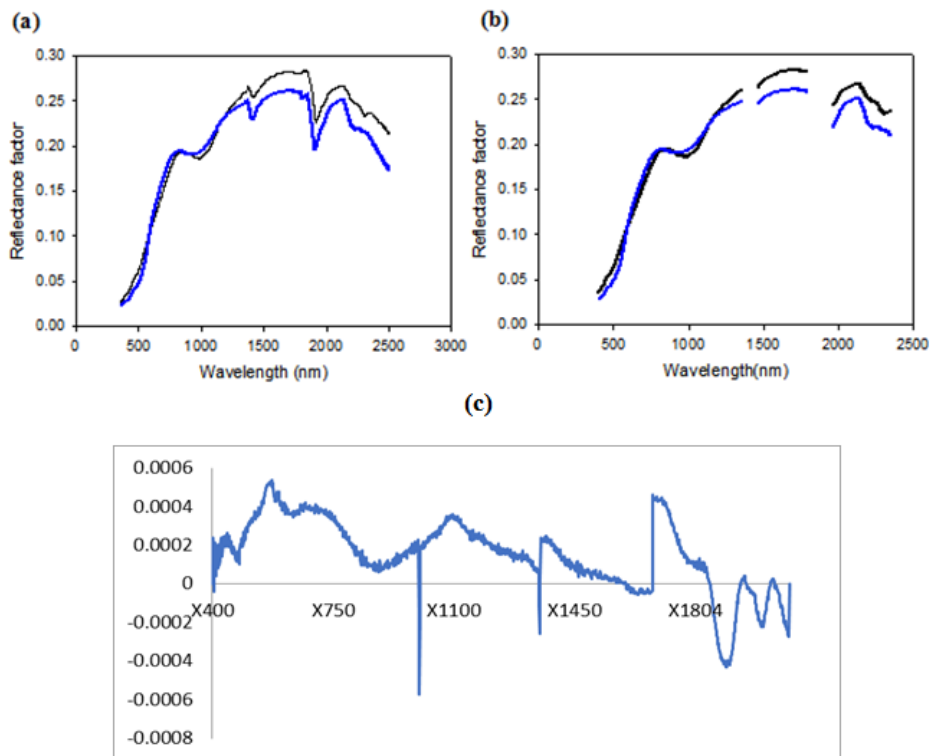 (a)
(b)
Reflectance factor
0.30
0.25
0.20
0.15
0.10
0.05
0.00
0 500 1000 1500 2000 2500 3000
Wavelength (nm)
Reflectance factor
0.30
0.25
0.20
0.15
0.10
0.05
0.00
0 500 1000 1500 2000 2500
Wavelength(nm)
(c)
0.0006
0.0004
0.0002
0
-0.0002
-0.0004
-0.0006
-0.0008
X400 X750 X1100 X1450 X1804